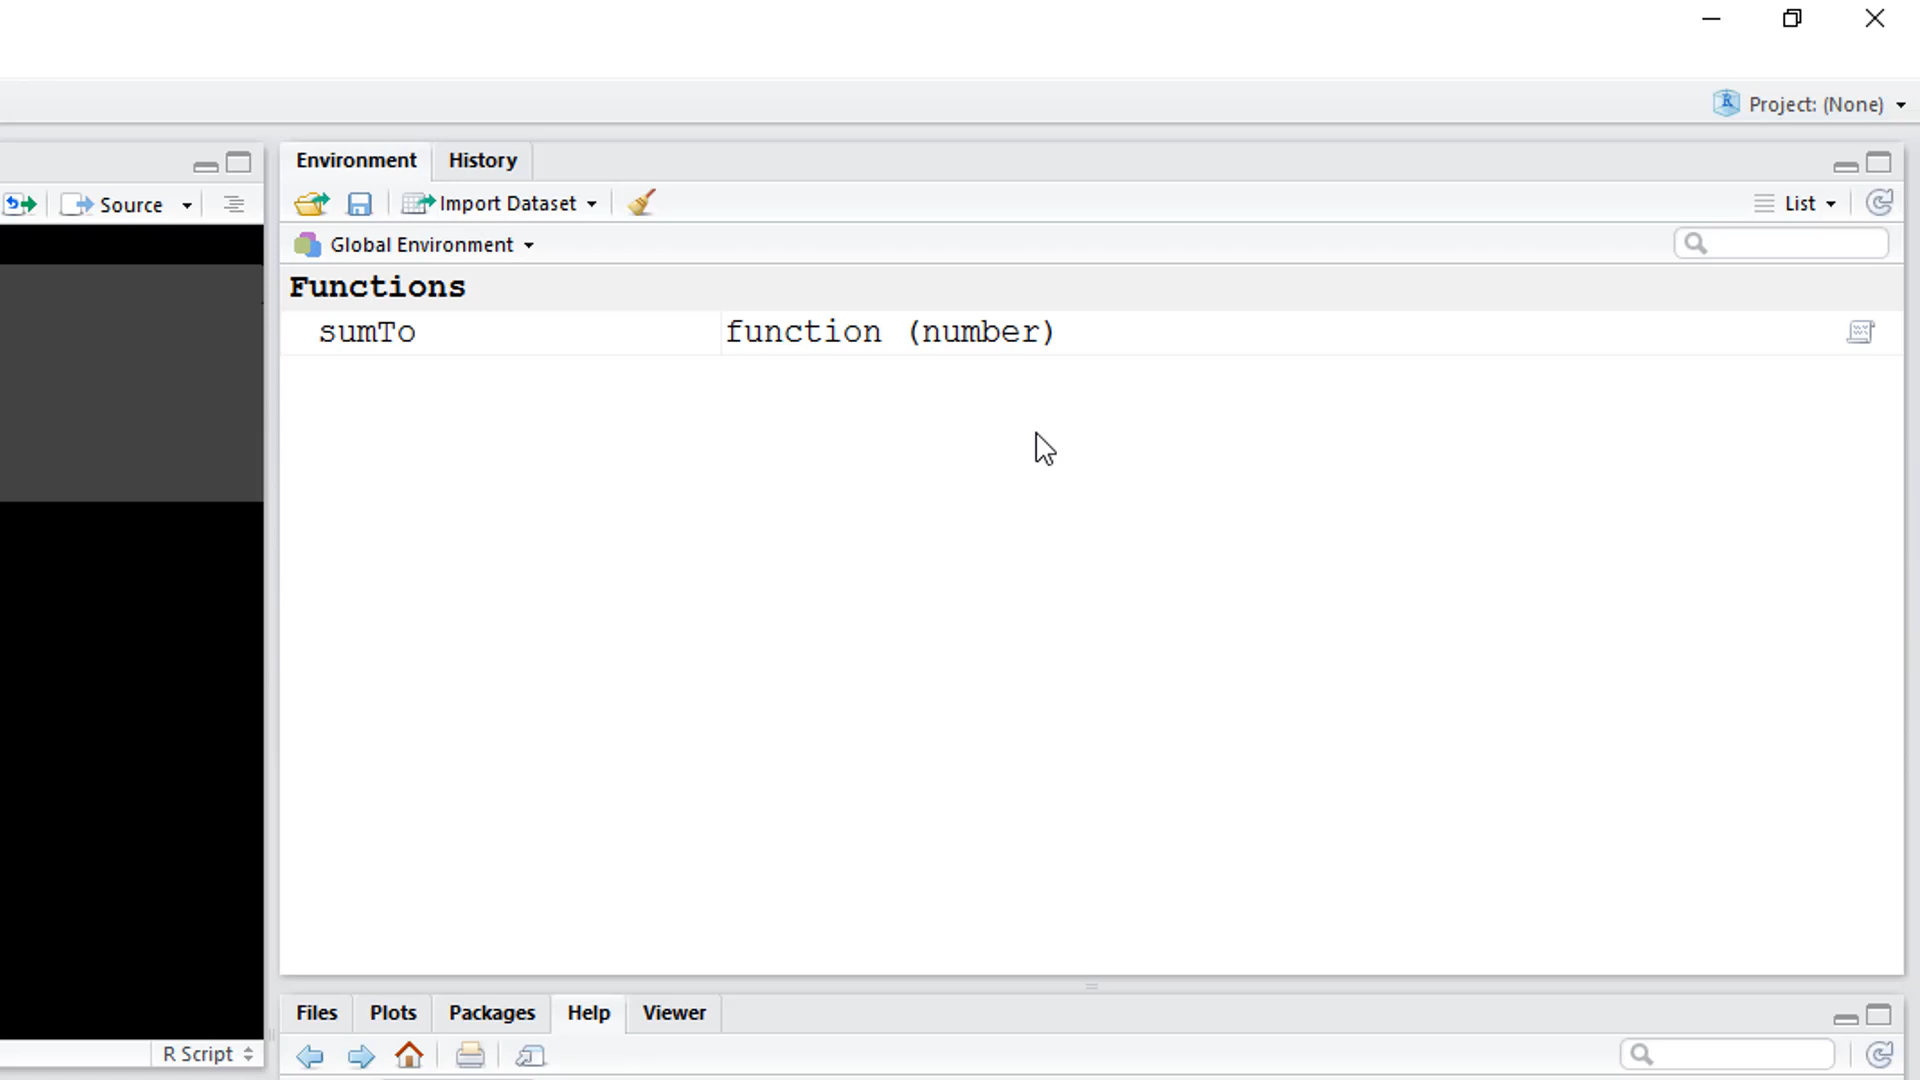 Project: (None)
Environment History
Source
Import Dataset
List
Global Environment
Functions
sumTo function (number)
Files Plots Packages Help Viewer
R Script